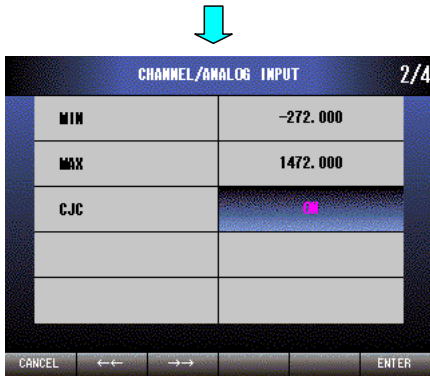 CHANNEL/ANALOG INPUT 2/4
MIN -272.000
MAX 1472.000
CJC ON
CANCEL ←← →→ ENTER